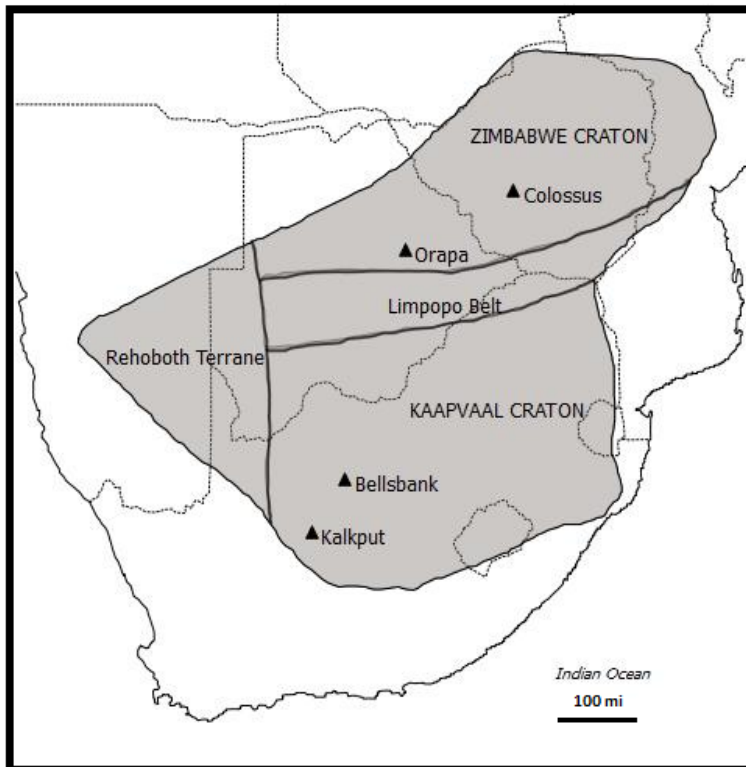 ZIMBABWE CRATON
Colossus
Orapa
Limpopo Belt
Rehoboth Terrane
KAAPVAAL CRATON
Bellsbank
Kalkput
Indian Ocean
100 mi